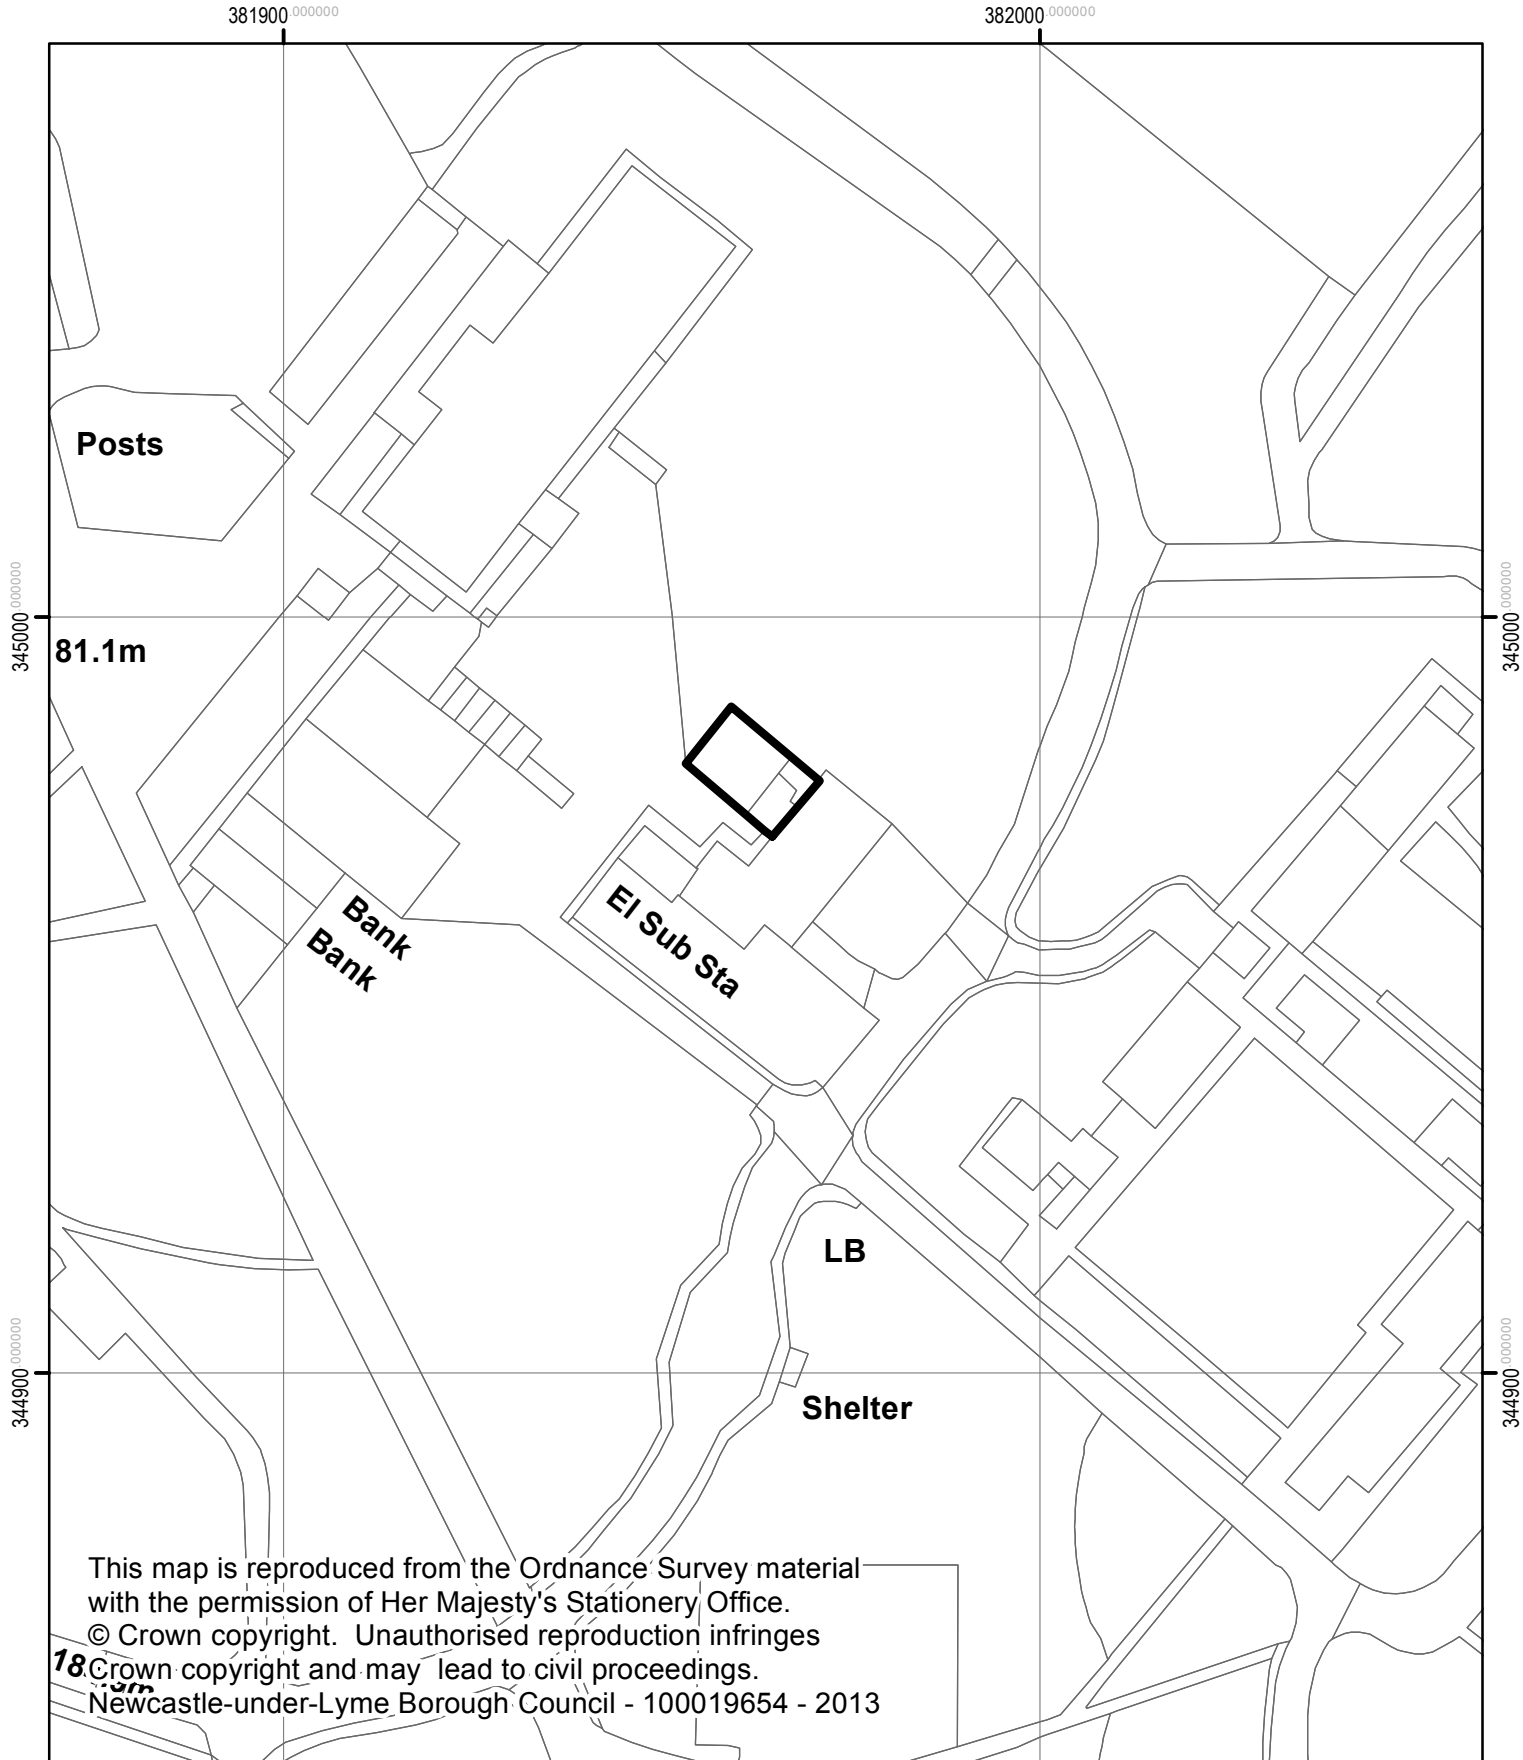 381900.000000
382000.000000
Posts
345000.000000
345000.000000
81.1m
El Sub Sta
Bank
Bank
LB
344900.000000
344900.000000
Shelter
This map is reproduced from the Ordnance Survey material
with the permission of Her Majesty's Stationery Office.
© Crown copyright. Unauthorised reproduction infringes
Crown copyright and may lead to civil proceedings.
Newcastle-under-Lyme Borough Council - 100019654 - 2013